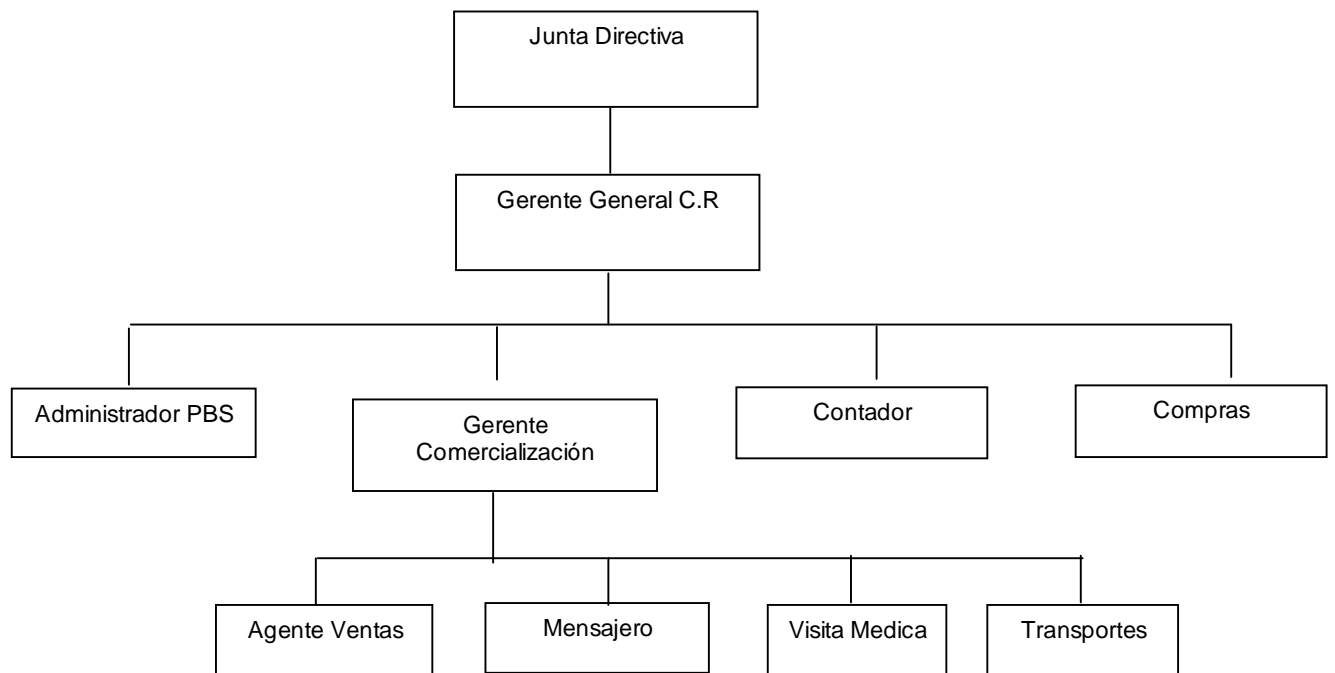 Junta Directiva
Gerente General C.R
Administrador PBS
Gerente
Comercialización
Contador
Compras
Agente Ventas
Mensajero
Visita Medica
Transportes